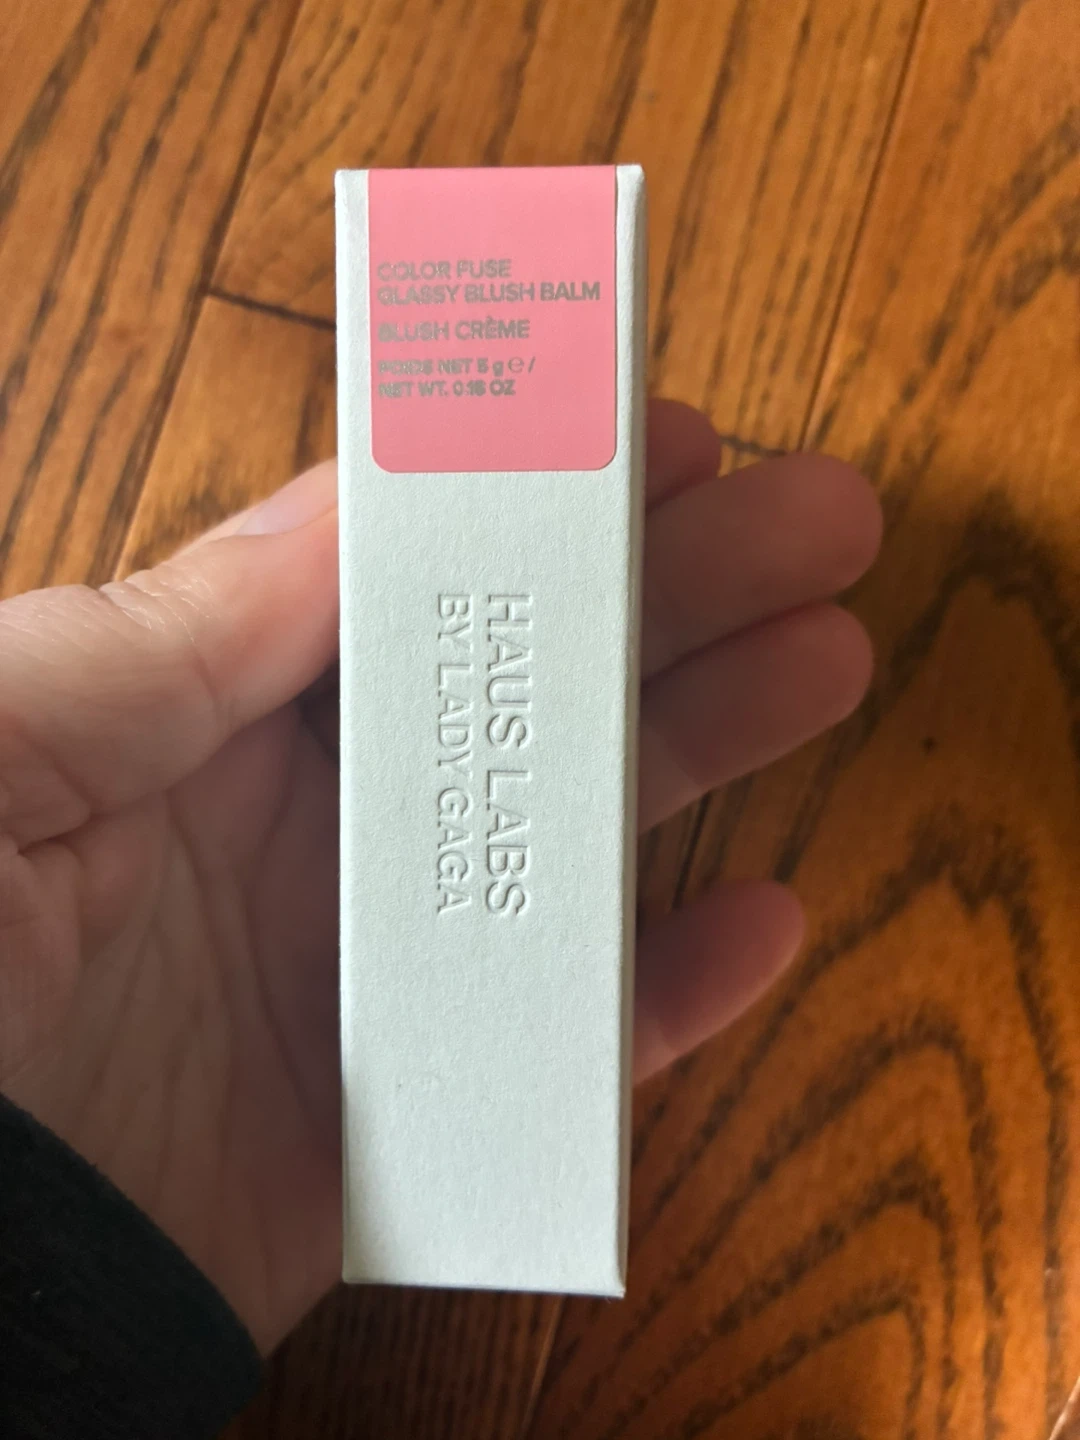 COLOR FUSE
GLASSY BLUSH BALM
BLUSH CRÈME
POIDS NET 5 g ℮ /
NET WT. 0.18 OZ
HAUS LABS
BY LADY GAGA